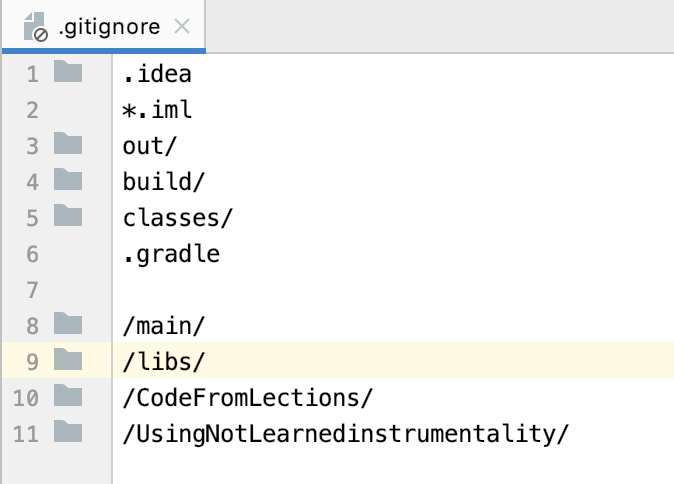 .gitignore
1 .idea
2 *.iml
3 out/
4 build/
5 classes/
6 .gradle
7
8 /main/
9 /libs/
10 /CodeFromLections/
11 /UsingNotLearnedinstrumentality/